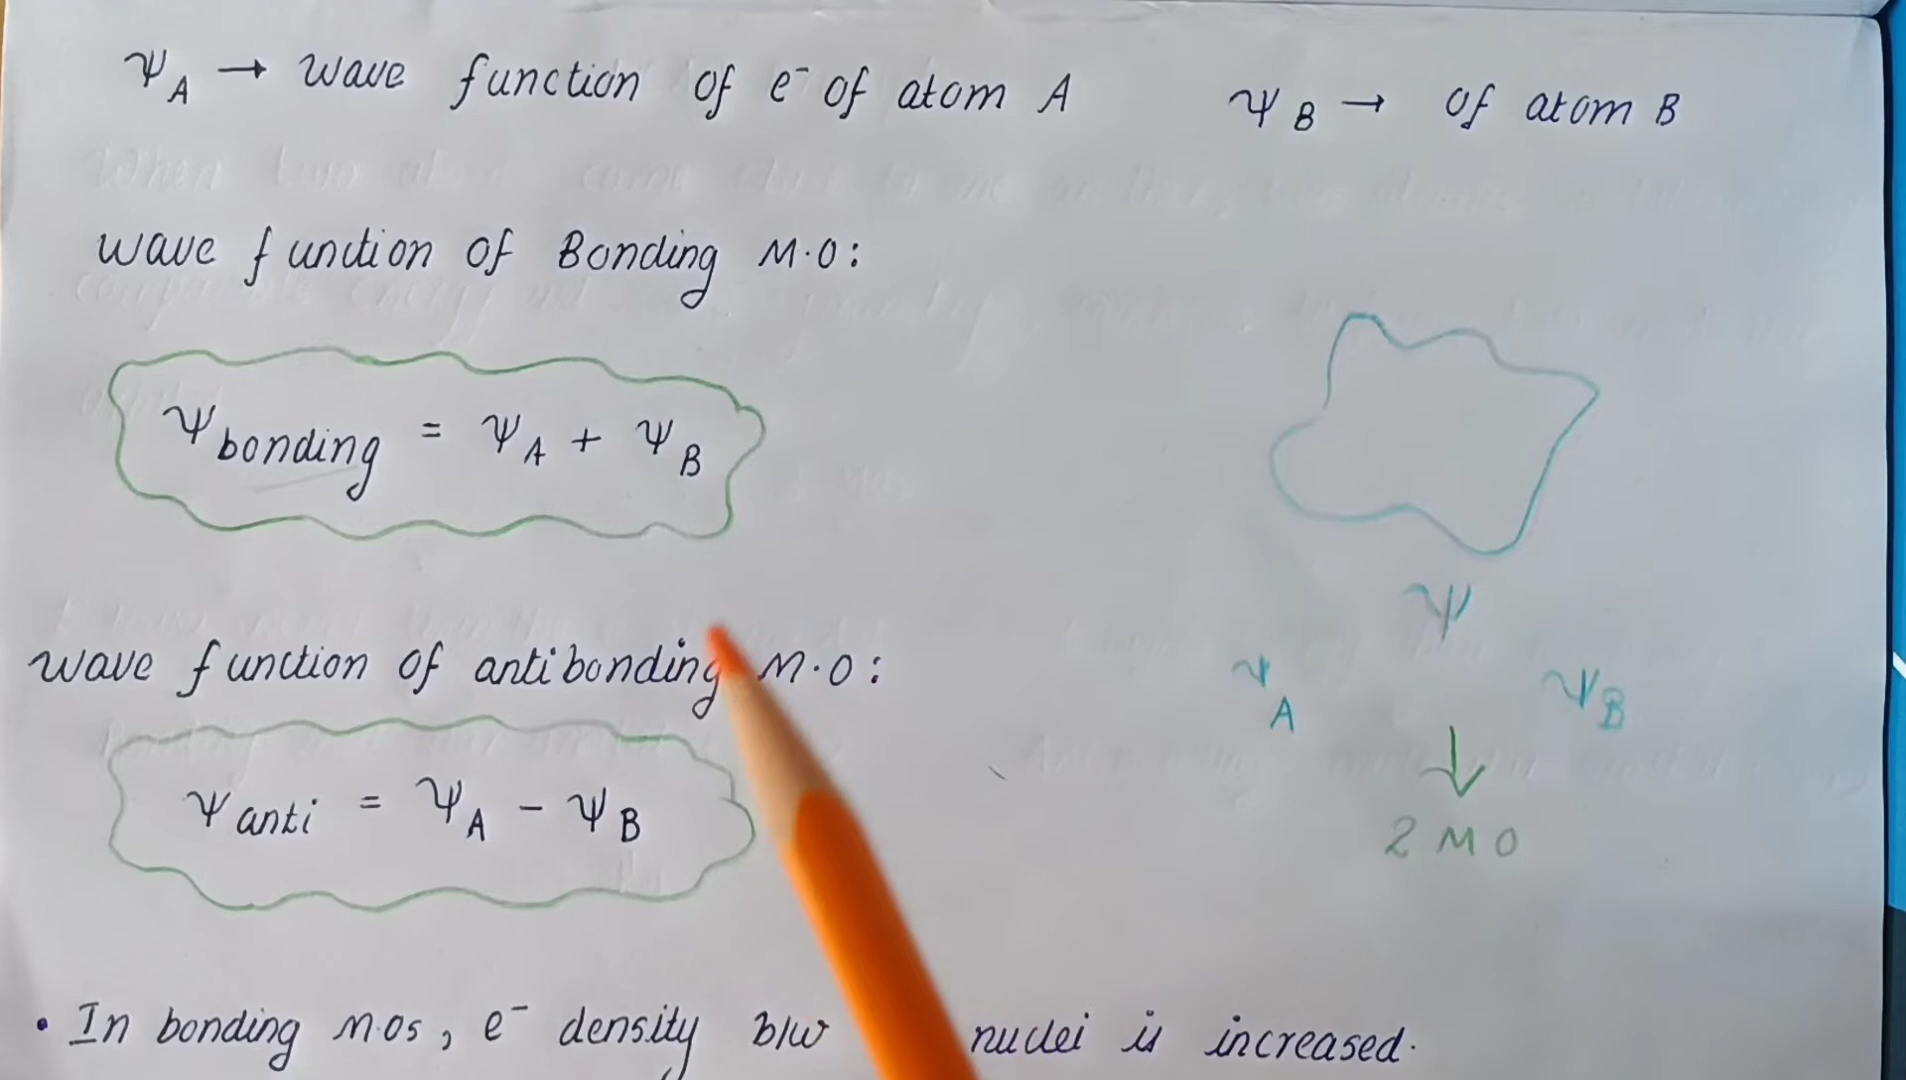 ψA → wave function of e⁻ of atom A    ψB → of atom B
wave function of Bonding M.O:
ψbonding = ψA + ψB
ψ
ψA    ψB
↓
2 MO
wave function of antibonding M.O:
ψanti = ψA - ψB
• In bonding M.Os, e⁻ density b/w nuclei is increased.